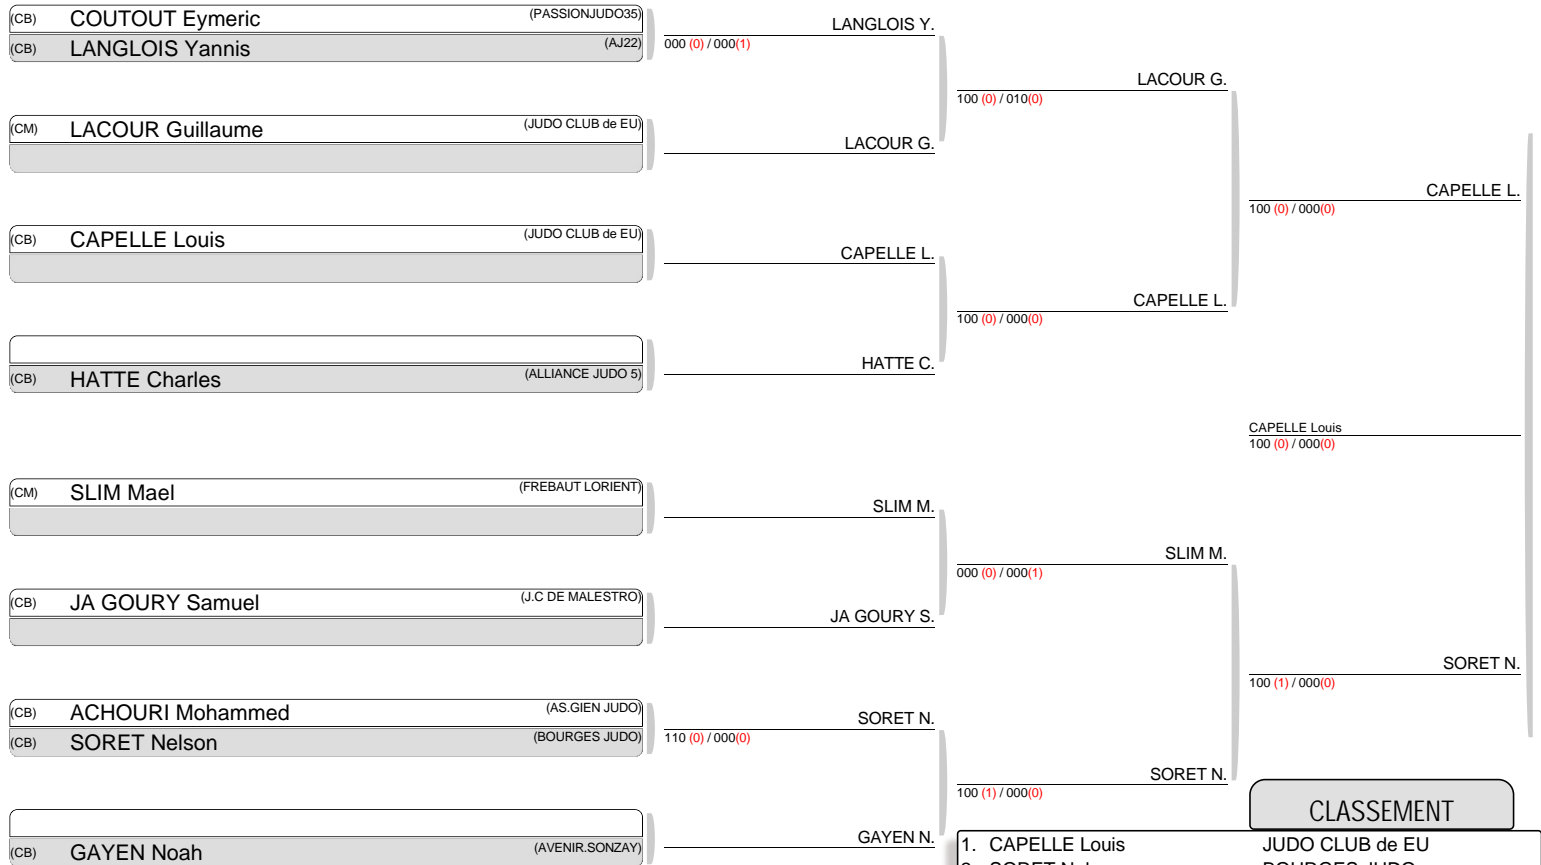 (CB) COUTOUT Eymeric (PASSIONJUDO35)
(CB) LANGLOIS Yannis (AJ22)
LANGLOIS Y.
000 (0) / 000(1)
(CM) LACOUR Guillaume (JUDO CLUB de EU)
LACOUR G.
LACOUR G.
100 (0) / 010(0)
(CB) CAPELLE Louis (JUDO CLUB de EU)
CAPELLE L.
(CB) HATTE Charles (ALLIANCE JUDO 5)
HATTE C.
CAPELLE L.
100 (0) / 000(0)
CAPELLE L.
100 (0) / 000(0)
CAPELLE Louis
100 (0) / 000(0)
(CM) SLIM Mael (FREBAUT LORIENT)
SLIM M.
(CB) JA GOURY Samuel (J.C DE MALESTRO)
JA GOURY S.
SLIM M.
000 (0) / 000(1)
(CB) ACHOURI Mohammed (AS.GIEN JUDO)
(CB) SORET Nelson (BOURGES JUDO)
SORET N.
110 (0) / 000(0)
(CB) GAYEN Noah (AVENIR.SONZAY)
GAYEN N.
SORET N.
100 (1) / 000(0)
SORET N.
100 (1) / 000(0)
CLASSEMENT
1. CAPELLE Louis JUDO CLUB de EU